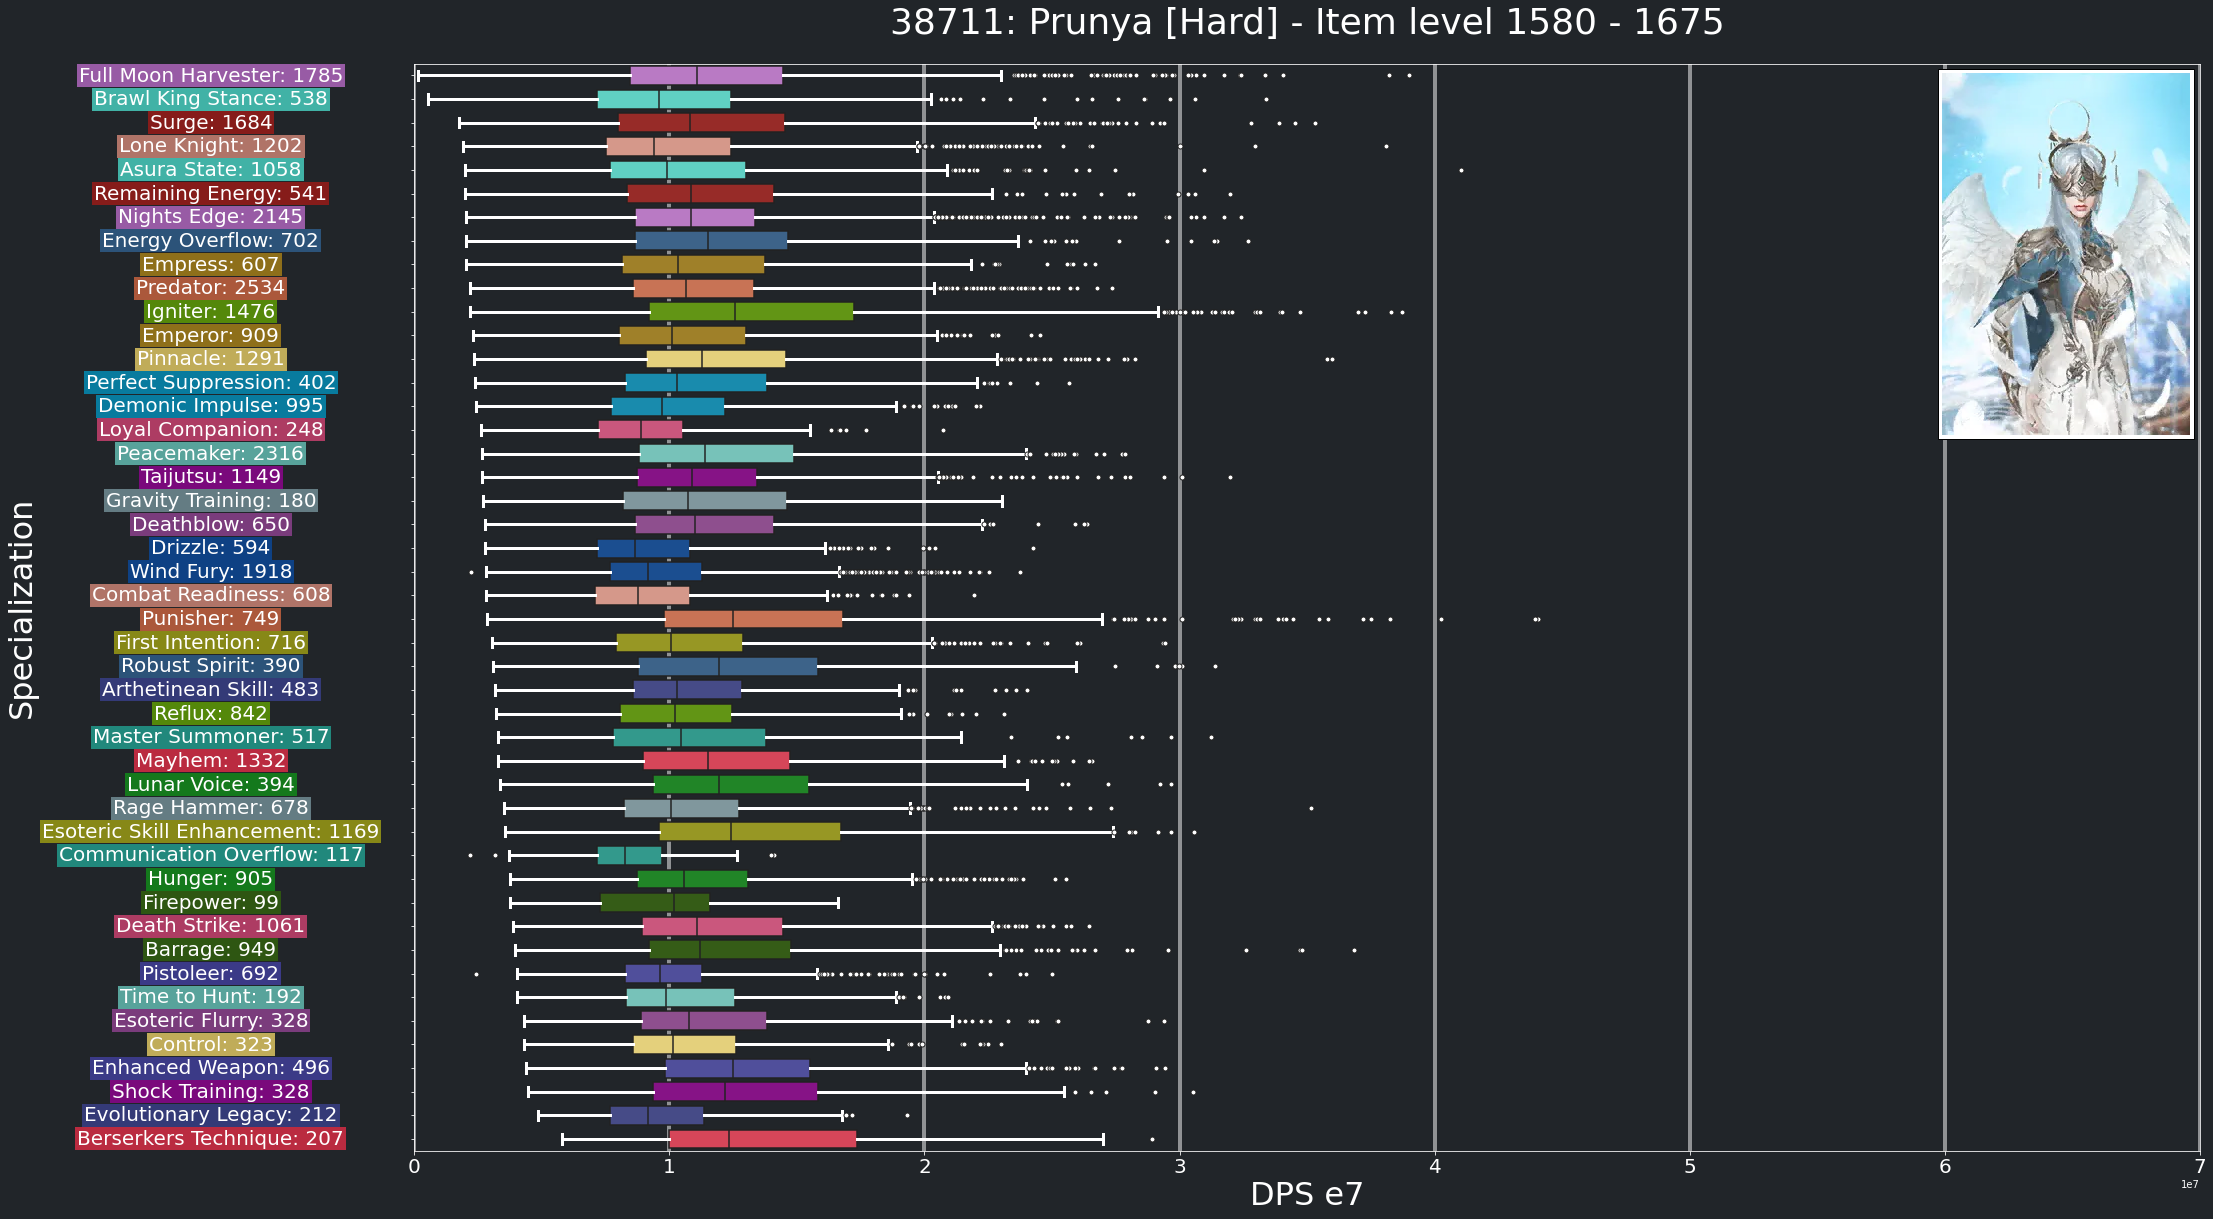 38711: Prunya [Hard] - Item level 1580 - 1675
Specialization
Full Moon Harvester: 1785
Brawl King Stance: 538
Surge: 1684
Lone Knight: 1202
Asura State: 1058
Remaining Energy: 541
Nights Edge: 2145
Energy Overflow: 702
Empress: 607
Predator: 2534
Igniter: 1476
Emperor: 909
Pinnacle: 1291
Perfect Suppression: 402
Demonic Impulse: 995
Loyal Companion: 248
Peacemaker: 2316
Taijutsu: 1149
Gravity Training: 180
Deathblow: 650
Drizzle: 594
Wind Fury: 1918
Combat Readiness: 608
Punisher: 749
First Intention: 716
Robust Spirit: 390
Arthetinean Skill: 483
Reflux: 842
Master Summoner: 517
Mayhem: 1332
Lunar Voice: 394
Rage Hammer: 678
Esoteric Skill Enhancement: 1169
Communication Overflow: 117
Hunger: 905
Firepower: 99
Death Strike: 1061
Barrage: 949
Pistoleer: 692
Time to Hunt: 192
Esoteric Flurry: 328
Control: 323
Enhanced Weapon: 496
Shock Training: 328
Evolutionary Legacy: 212
Berserkers Technique: 207
0 1 2 3 4 5 6 7
1e7
DPS e7